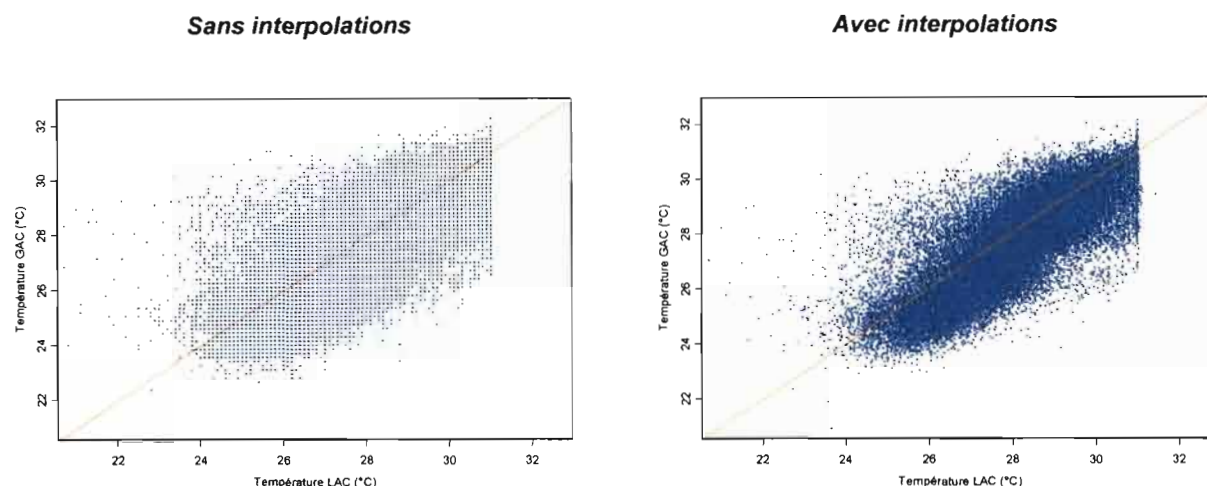 Sans interpolations
Température GAC (°C)
32
30
28
26
24
22
22 24 26 28 30 32
Température LAC (°C)
Avec interpolations
Température GAC (°C)
32
30
28
26
24
22
22 24 26 28 30 32
Température LAC (°C)